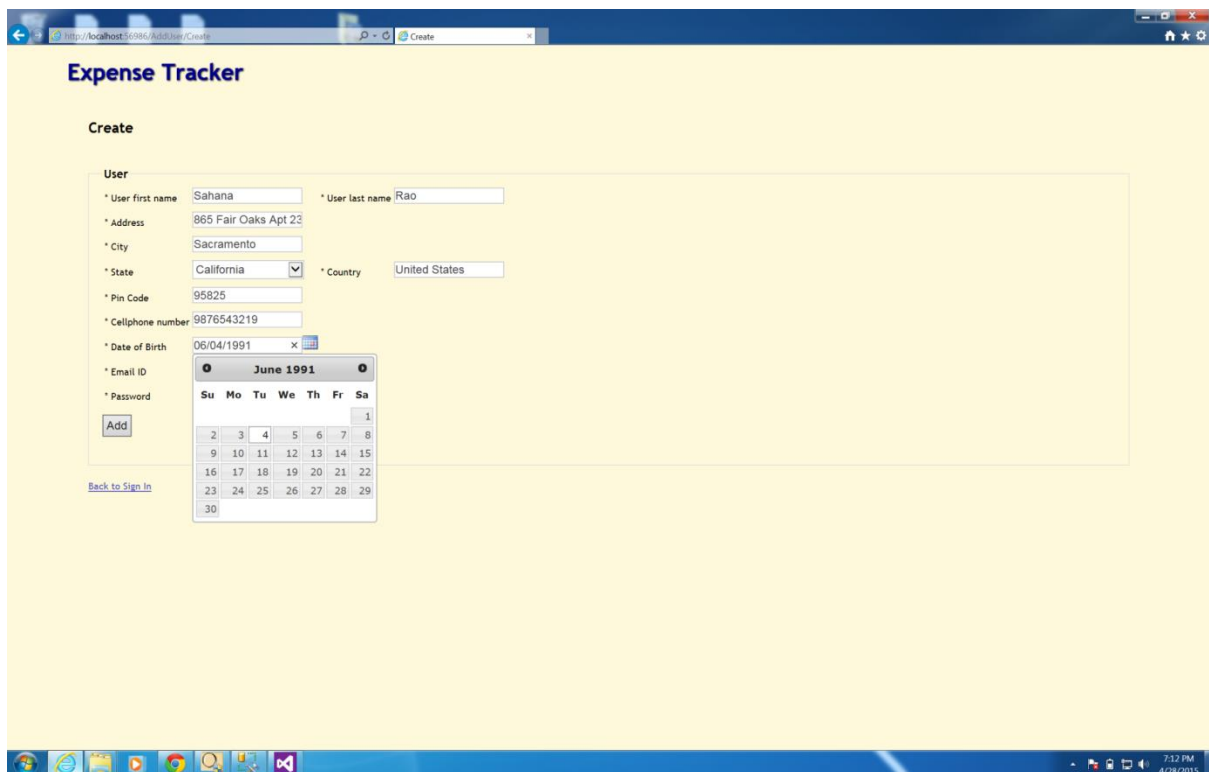 http://localhost:56986/AddUser/Create Create
Expense Tracker
Create
User
* User first name Sahana * User last name Rao
* Address 865 Fair Oaks Apt 23
* City Sacramento
* State California * Country United States
* Pin Code 95825
* Cellphone number 9876543219
* Date of Birth 06/04/1991
* Email ID
* Password
Add
Back to Sign In
June 1991
Su Mo Tu We Th Fr Sa
1
2 3 4 5 6 7 8
9 10 11 12 13 14 15
16 17 18 19 20 21 22
23 24 25 26 27 28 29
30
7:12 PM
4/28/2015